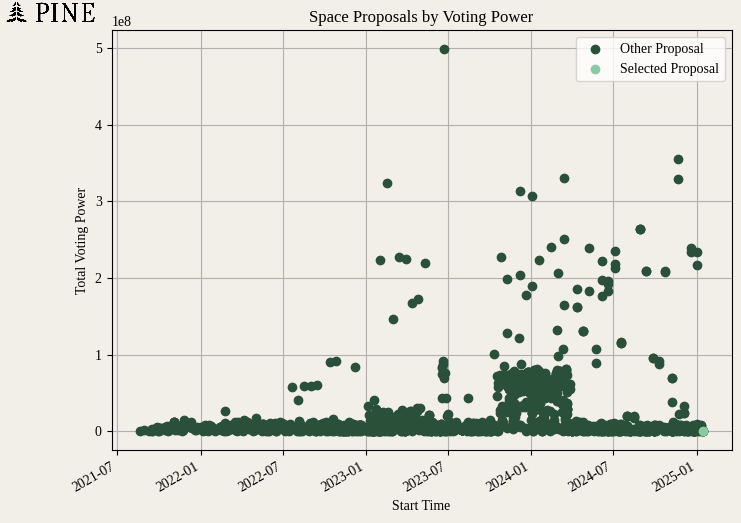 PINE
Space Proposals by Voting Power
1e8
Other Proposal
Selected Proposal
5
4
3
2
1
0
Total Voting Power
2021-07
2022-01
2022-07
2023-01
2023-07
2024-01
2024-07
2025-01
Start Time